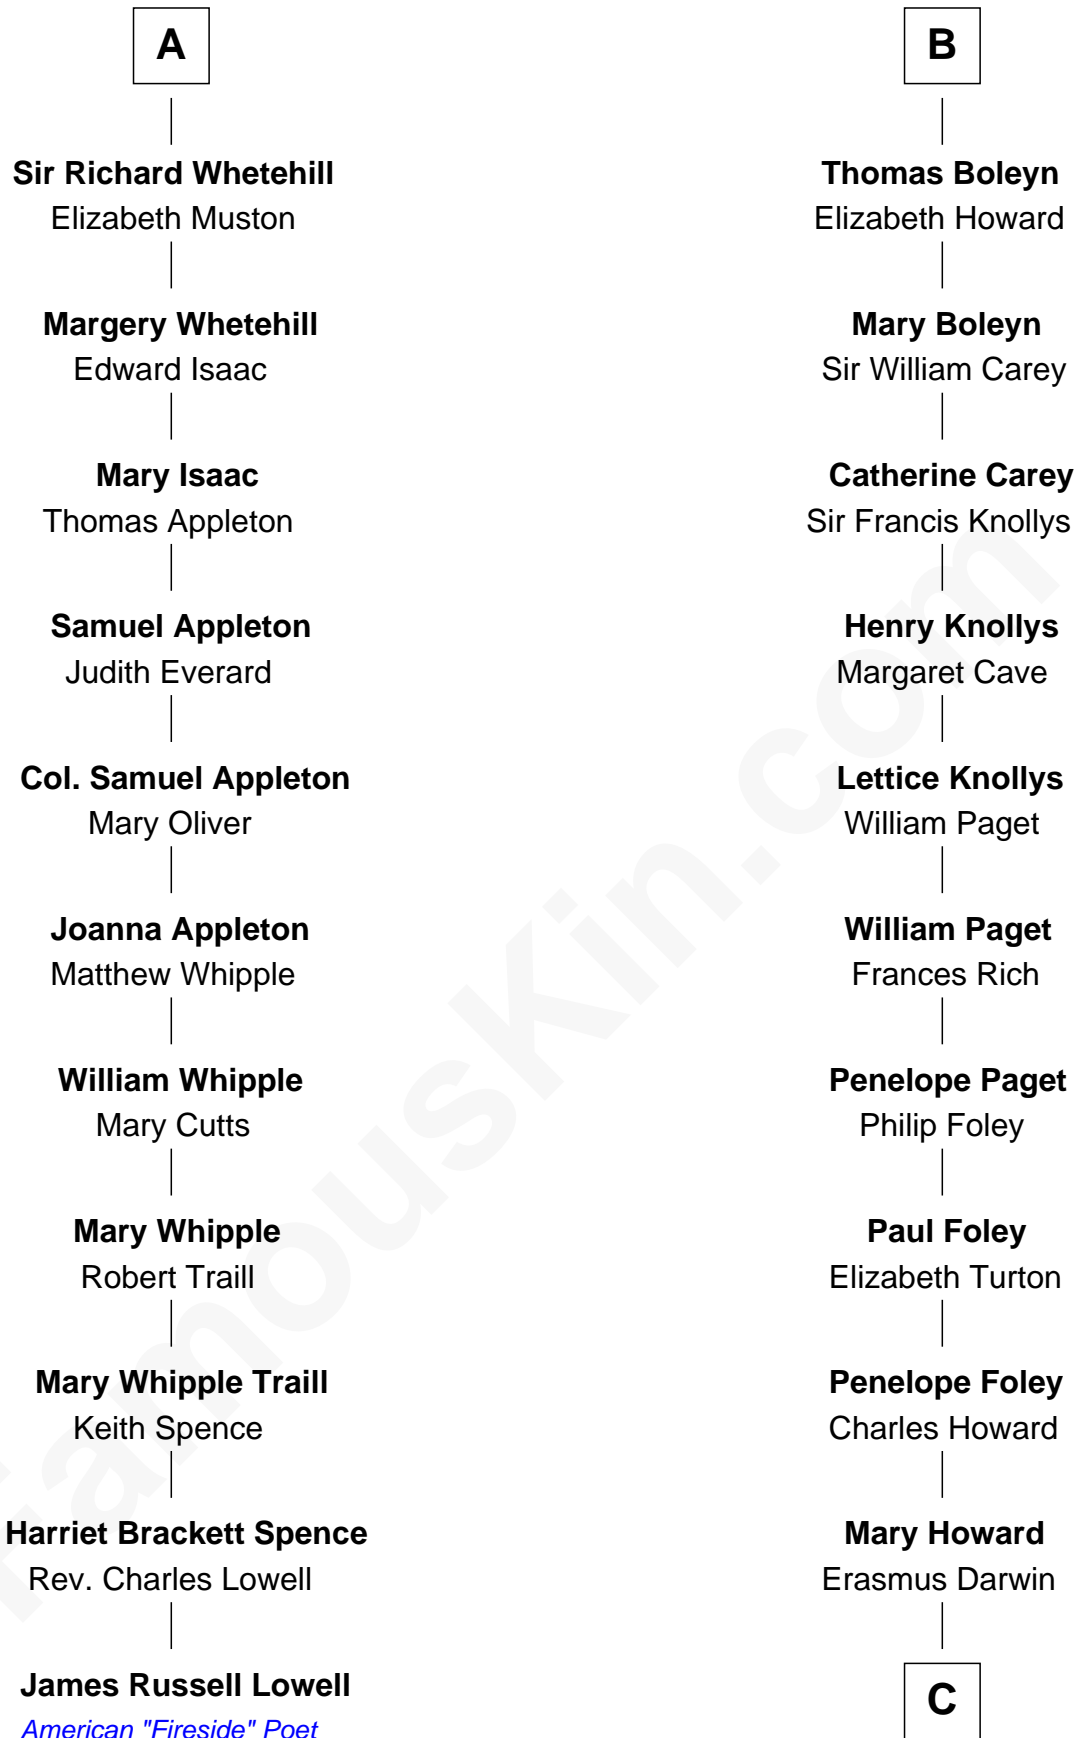 A
Sir Richard Whetehill
Elizabeth Muston
Margery Whetehill
Edward Isaac
Mary Isaac
Thomas Appleton
Samuel Appleton
Judith Everard
Col. Samuel Appleton
Mary Oliver
Joanna Appleton
Matthew Whipple
William Whipple
Mary Cutts
Mary Whipple
Robert Traill
Mary Whipple Traill
Keith Spence
Harriet Brackett Spence
Rev. Charles Lowell
James Russell Lowell
American "Fireside" Poet
B
Thomas Boleyn
Elizabeth Howard
Mary Boleyn
Sir William Carey
Catherine Carey
Sir Francis Knollys
Henry Knollys
Margaret Cave
Lettice Knollys
William Paget
William Paget
Frances Rich
Penelope Paget
Philip Foley
Paul Foley
Elizabeth Turton
Penelope Foley
Charles Howard
Mary Howard
Erasmus Darwin
C
FamousKin.com